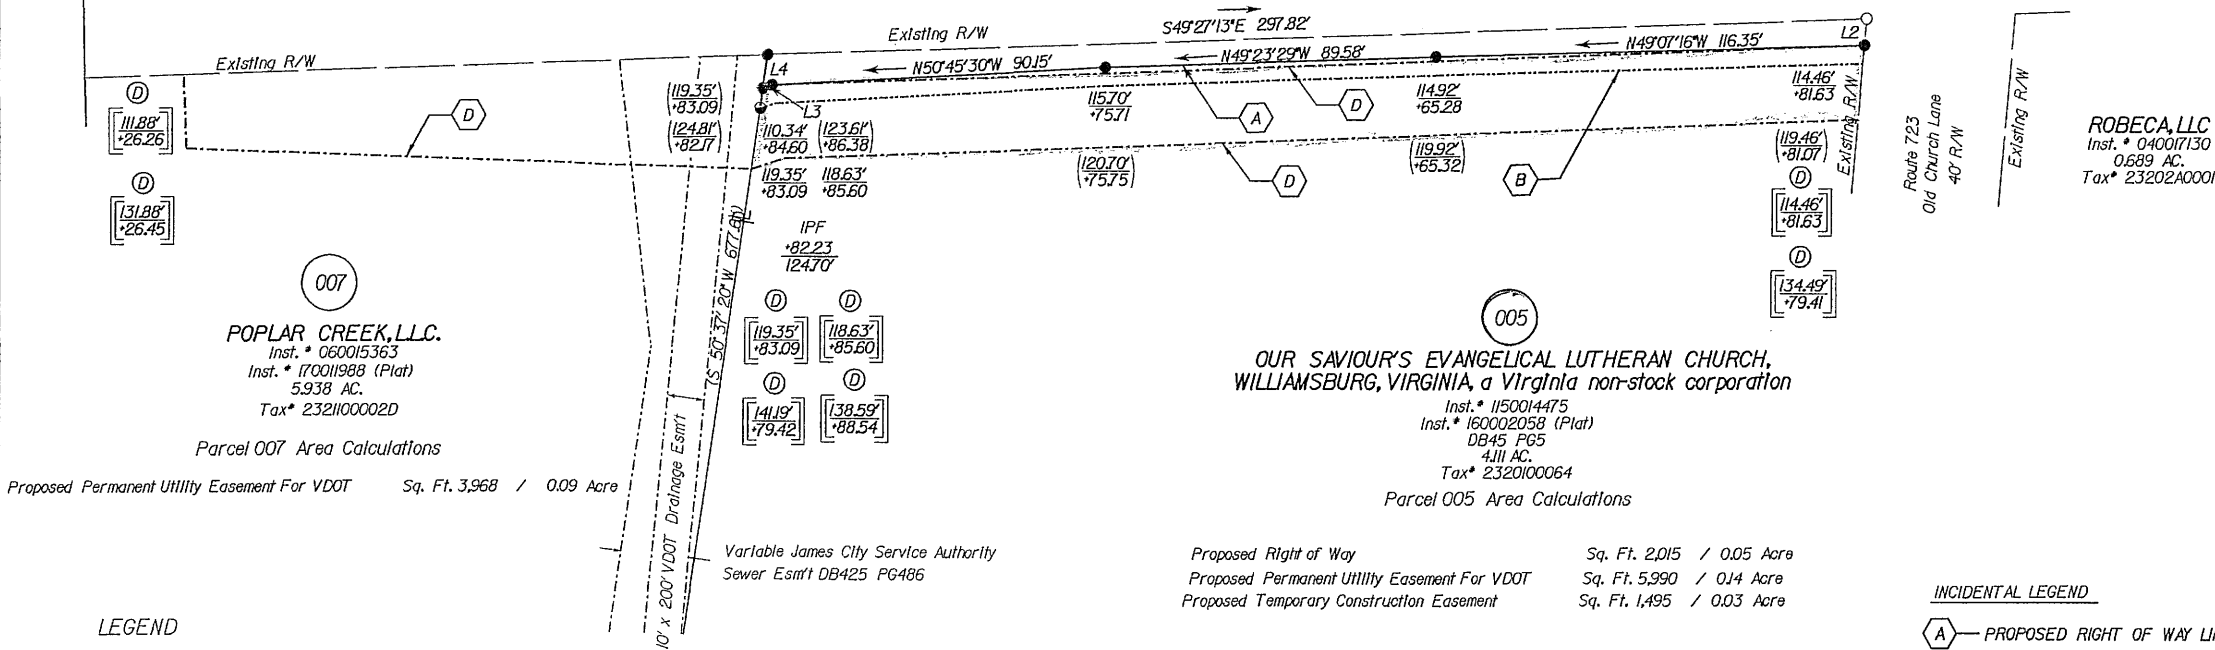 S49°27'13"E 297.82'
Existing R/W
Existing R/W
L2
N49°07'16"W 116.35'
N49°23'29"W 89.58'
N50°45'30"W 90.15'
L4
L3
D
[111.88'
+26.26]
D
[131.88'
+26.45]
D
(119.35'
+83.09)
(124.81'
+82.17)
110.34'
+84.60
(123.61'
+86.38)
119.35'
+83.09
118.63'
+85.60
115.70'
+75.71
A
D
114.92'
+65.28
114.46'
+81.63
(120.70'
+75.75)
D
(119.92'
+65.32)
B
(119.46'
+81.07)
Existing R/W
D
[114.46'
+81.63]
D
[134.49'
+79.41]
Route 723
Old Church Lane
40' R/W
Existing R/W
ROBECA, LLC
Inst. # 040017130
0.689 AC.
Tax# 23202A0001
IPF
+82.23
124.70'
D
[119.35'
+83.09]
D
[118.63'
+85.60]
D
[141.19'
+79.42]
D
[138.59'
+88.54]
007
POPLAR CREEK, LLC.
Inst. # 060015363
Inst. # 170011988 (Plat)
5.938 AC.
Tax# 2321100002D
Parcel 007 Area Calculations
Proposed Permanent Utility Easement For VDOT Sq. Ft. 3,968 / 0.09 Acre
10' x 200' VDOT Drainage Esm't
Variable James City Service Authority
Sewer Esm't DB425 PG486
005
OUR SAVIOUR'S EVANGELICAL LUTHERAN CHURCH,
WILLIAMSBURG, VIRGINIA, a Virginia non-stock corporation
Inst.# 1150014475
Inst.# 160002058 (Plat)
DB45 PG5
4.111 AC.
Tax# 2320100064
Parcel 005 Area Calculations
Proposed Right of Way Sq. Ft. 2,015 / 0.05 Acre
Proposed Permanent Utility Easement For VDOT Sq. Ft. 5,990 / 0.14 Acre
Proposed Temporary Construction Easement Sq. Ft. 1,495 / 0.03 Acre
LEGEND
INCIDENTAL LEGEND
A PROPOSED RIGHT OF WAY